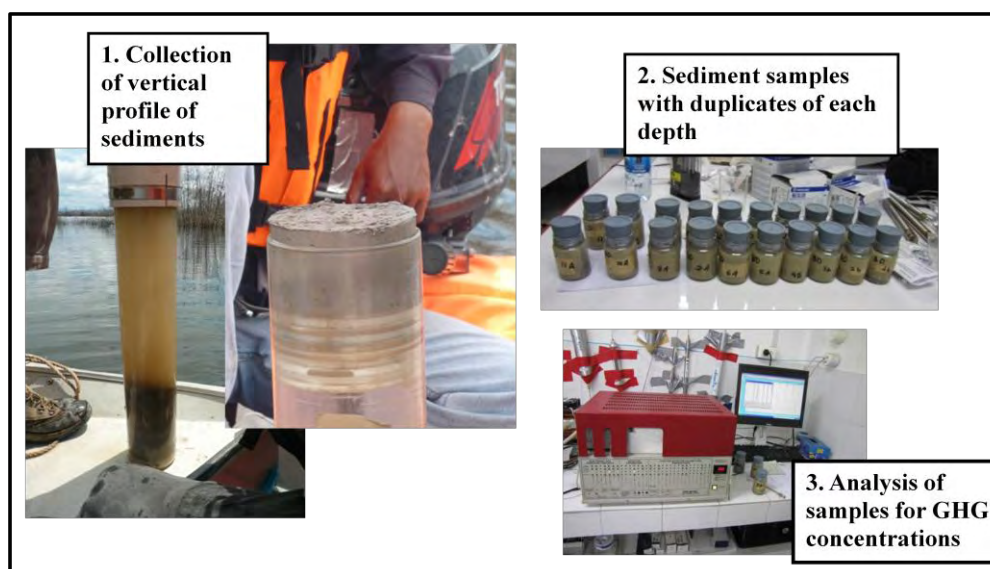 1. Collection
of vertical
profile of
sediments
2. Sediment samples
with duplicates of each
depth
3. Analysis of
samples for GHG
concentrations